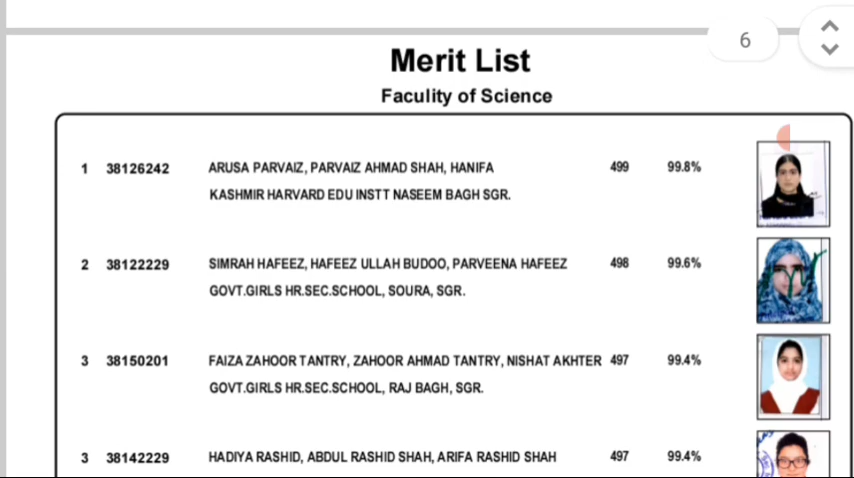 6
Merit List
Faculity of Science
1 38126242 ARUSA PARVAIZ, PARVAIZ AHMAD SHAH, HANIFA 499 99.8%
KASHMIR HARVARD EDU INSTT NASEEM BAGH SGR.
2 38122229 SIMRAH HAFEEZ, HAFEEZ ULLAH BUDOO, PARVEENA HAFEEZ 498 99.6%
GOVT.GIRLS HR.SEC.SCHOOL, SOURA, SGR.
3 38150201 FAIZA ZAHOOR TANTRY, ZAHOOR AHMAD TANTRY, NISHAT AKHTER 497 99.4%
GOVT.GIRLS HR.SEC.SCHOOL, RAJ BAGH, SGR.
3 38142229 HADIYA RASHID, ABDUL RASHID SHAH, ARIFA RASHID SHAH 497 99.4%